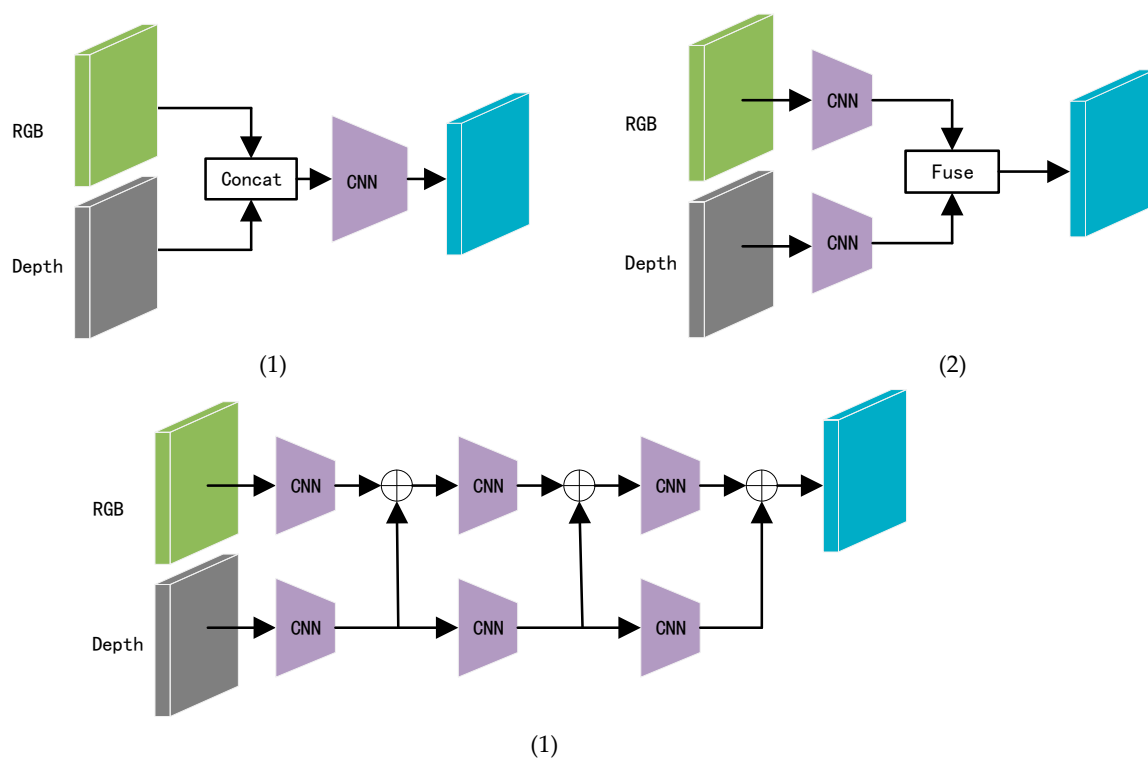 RGB
Concat
CNN
Depth
(1)
CNN
RGB
Fuse
CNN
Depth
(2)
CNN
CNN
CNN
RGB
CNN
CNN
CNN
Depth
(1)